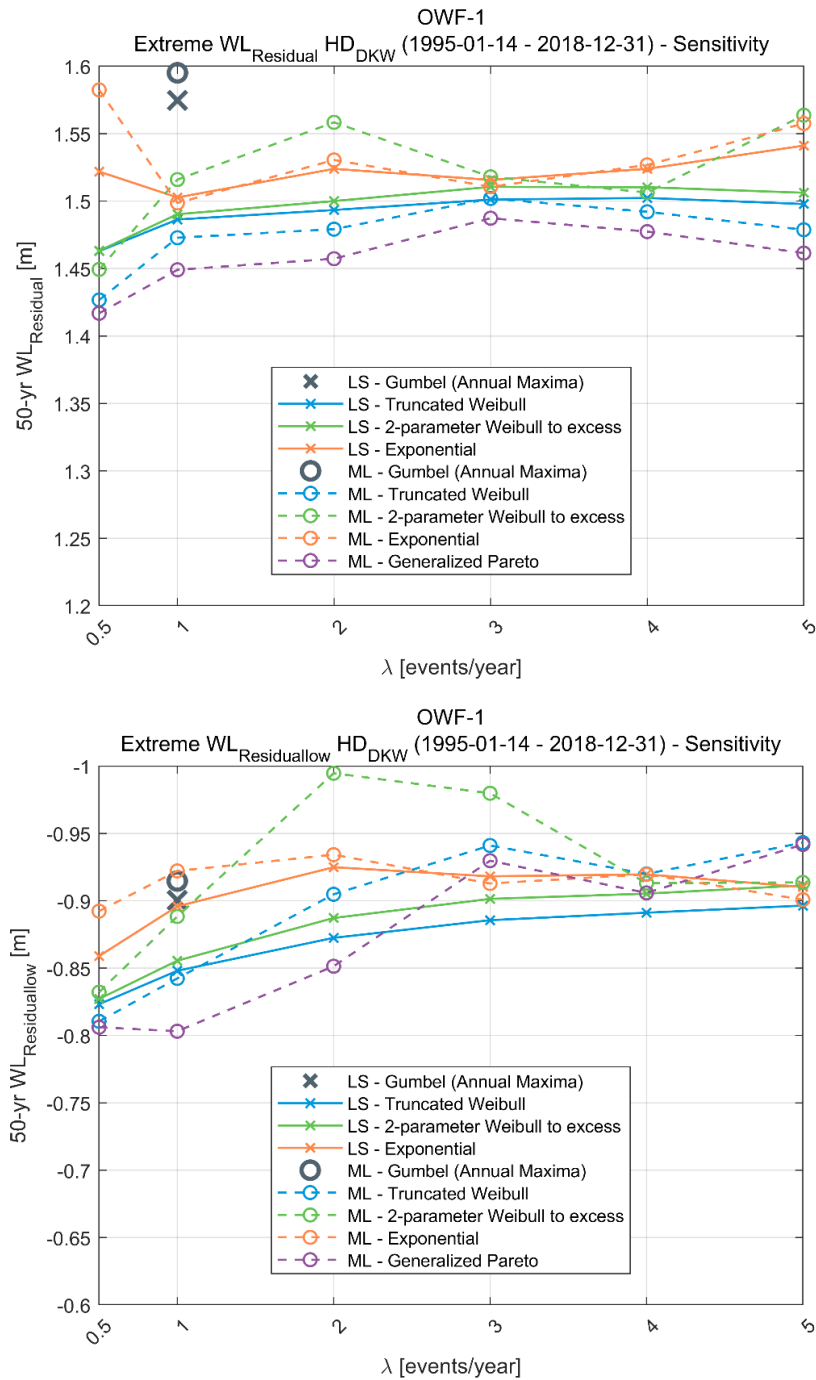 OWF-1
Extreme WL_Residual HD_DKW (1995-01-14 - 2018-12-31) - Sensitivity
1.6
1.55
1.5
1.45
1.4
1.35
1.3
1.25
1.2
50-yr WL_Residual [m]
LS - Gumbel (Annual Maxima)
LS - Truncated Weibull
LS - 2-parameter Weibull to excess
LS - Exponential
ML - Gumbel (Annual Maxima)
ML - Truncated Weibull
ML - 2-parameter Weibull to excess
ML - Exponential
ML - Generalized Pareto
0.5 1 2 3 4 5
λ [events/year]
OWF-1
Extreme WL_Residuallow HD_DKW (1995-01-14 - 2018-12-31) - Sensitivity
-1
-0.95
-0.9
-0.85
-0.8
-0.75
-0.7
-0.65
-0.6
50-yr WL_Residuallow [m]
LS - Gumbel (Annual Maxima)
LS - Truncated Weibull
LS - 2-parameter Weibull to excess
LS - Exponential
ML - Gumbel (Annual Maxima)
ML - Truncated Weibull
ML - 2-parameter Weibull to excess
ML - Exponential
ML - Generalized Pareto
0.5 1 2 3 4 5
λ [events/year]